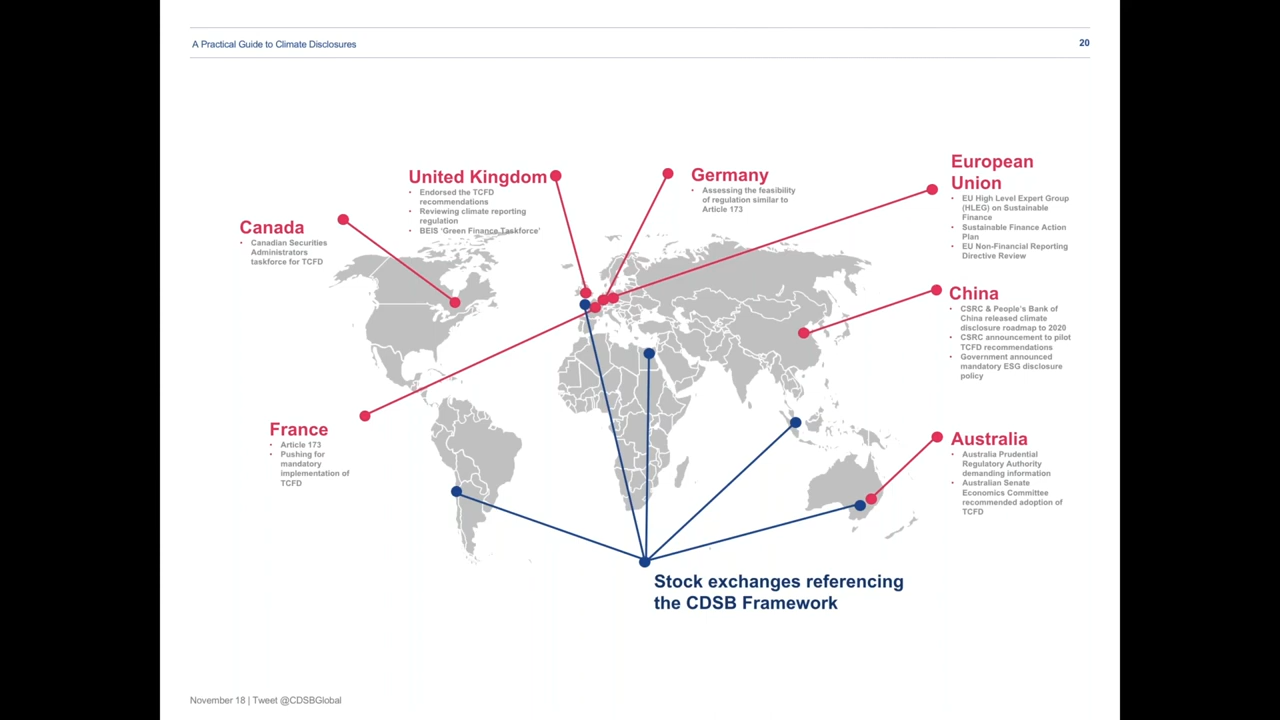 A Practical Guide to Climate Disclosures
20
United Kingdom
• Endorsed the TCFD
recommendations
• Reviewing climate reporting
regulation
• BEIS ‘Green Finance Taskforce’
Germany
• Assessing the feasibility
of regulation similar to
Article 173
European
Union
• EU High Level Expert Group
(HLEG) on Sustainable
Finance
• Sustainable Finance Action
Plan
• EU Non-Financial Reporting
Directive Review
Canada
• Canadian Securities
Administrators
taskforce for TCFD
China
• CSRC & People's Bank of
China released climate
disclosure roadmap to 2020
• CSRC announcement to pilot
TCFD recommendations
• Government announced
mandatory ESG disclosure
policy
France
• Article 173
• Pushing for
mandatory
implementation of
TCFD
Australia
• Australia Prudential
Regulatory Authority
demanding information
• Australian Senate
Economics Committee
recommended adoption of
TCFD
Stock exchanges referencing
the CDSB Framework
November 18 | Tweet @CDSBGlobal